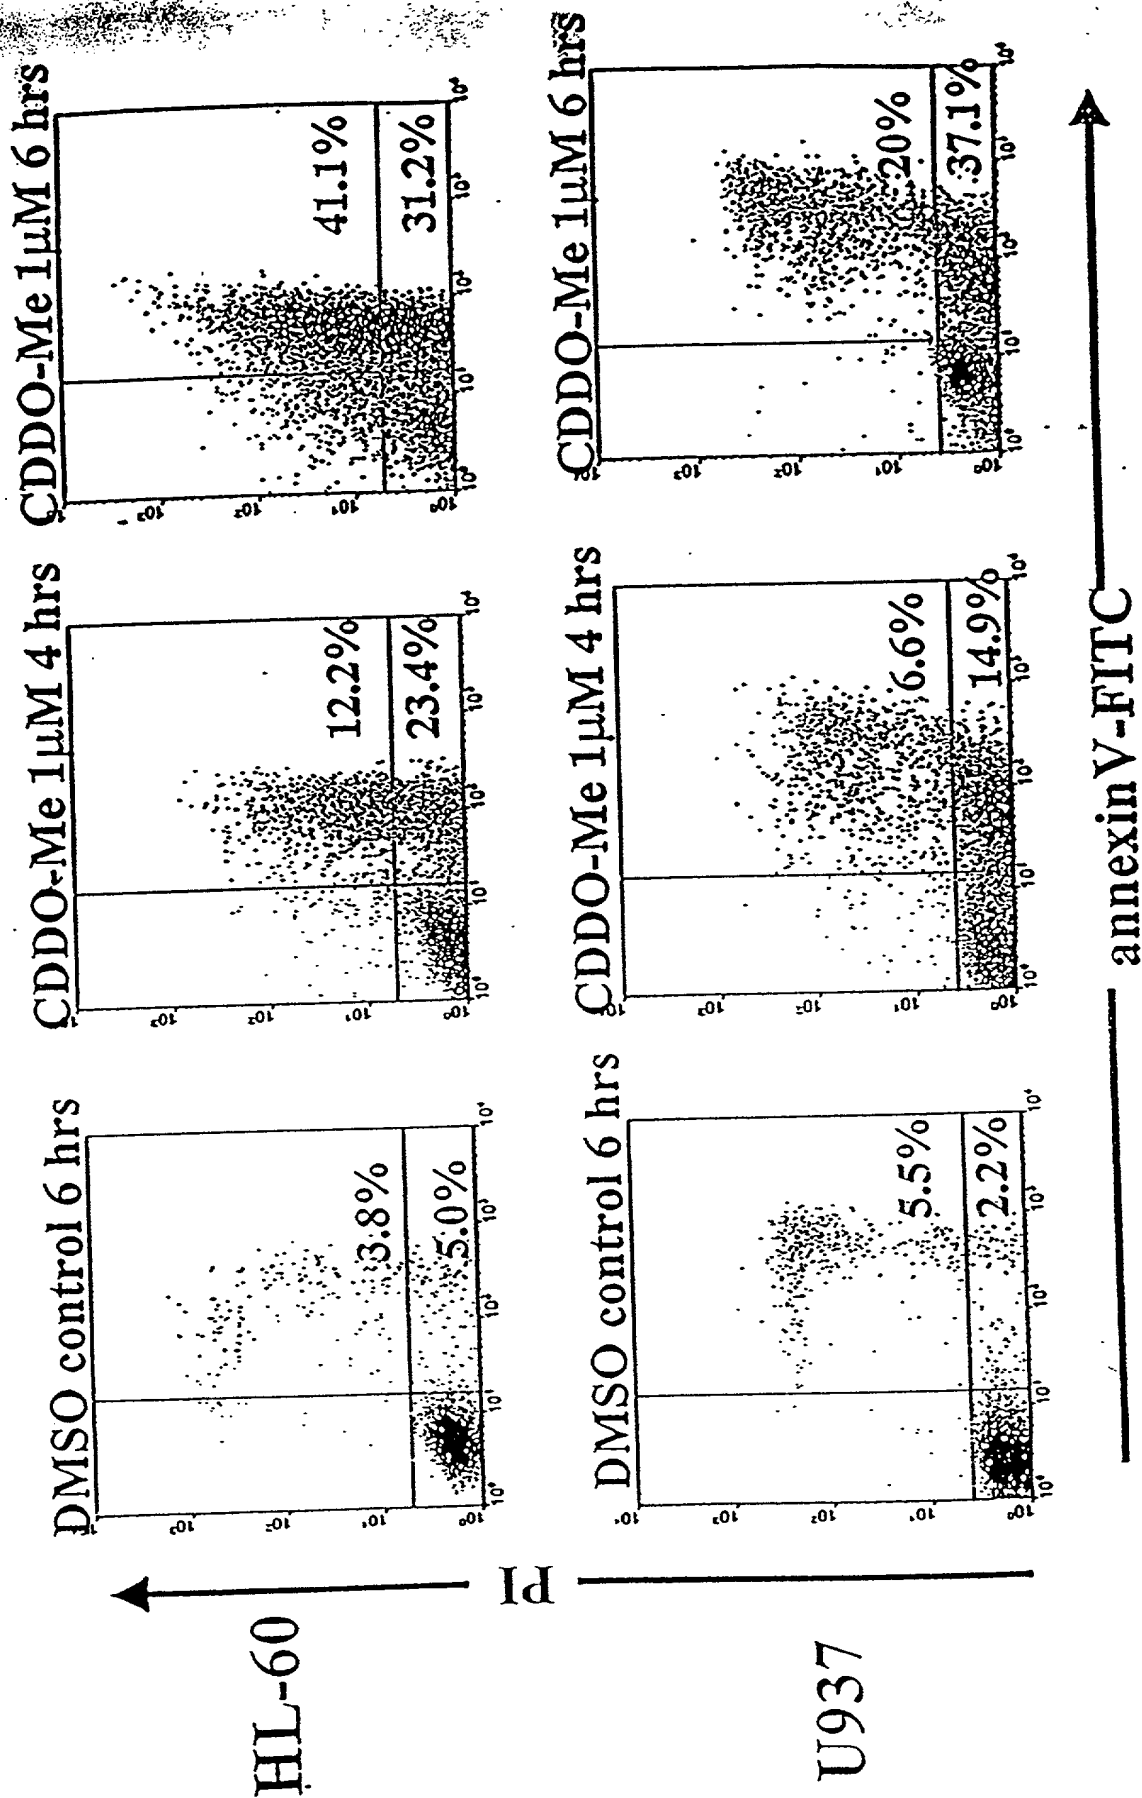 HL-60
DMSO control 6 hrs
3.8%
5.0%
CDDO-Me 1µM 4 hrs
12.2%
23.4%
CDDO-Me 1µM 6 hrs
41.1%
31.2%
PI
U937
DMSO control 6 hrs
5.5%
2.2%
CDDO-Me 1µM 4 hrs
6.6%
14.9%
CDDO-Me 1µM 6 hrs
20%
37.1%
annexin V-FITC